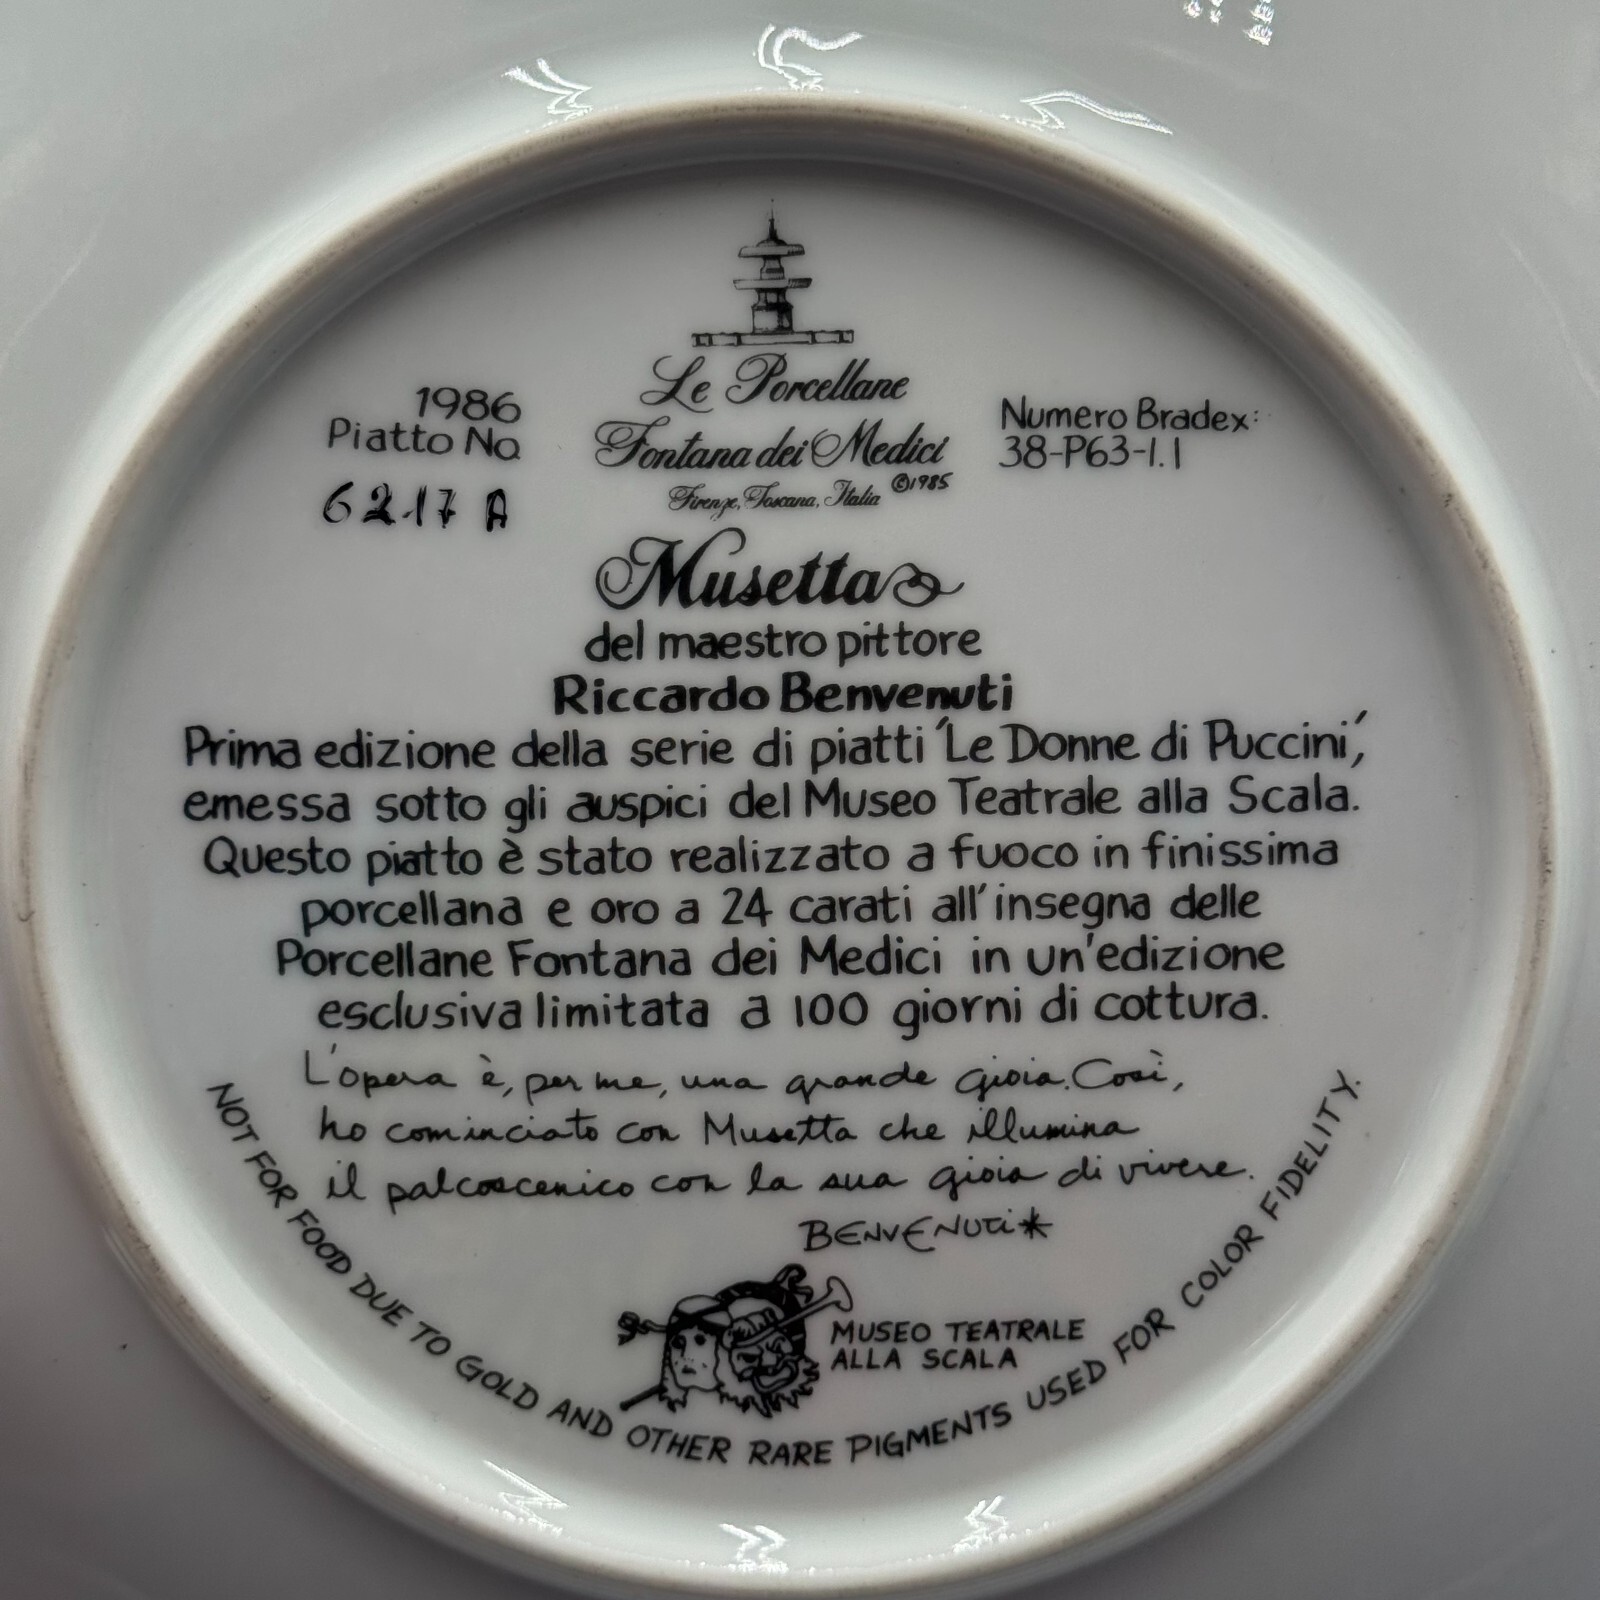 Le Porcellane
Fontana dei Medici
Firenze, Toscana, Italia ©1985
1986
Piatto No
6217 A
Numero Bradex:
38-P63-1.1
Musetta
del maestro pittore
Riccardo Benvenuti
Prima edizione della serie di piatti 'Le Donne di Puccini',
emessa sotto gli auspici del Museo Teatrale alla Scala.
Questo piatto è stato realizzato a fuoco in finissima
porcellana e oro a 24 carati all'insegna delle
Porcellane Fontana dei Medici in un'edizione
esclusiva limitata a 100 giorni di cottura.
L'opera è, per me, una grande gioia. Così,
ho cominciato con Musetta che illumina
il palcoscenico con la sua gioia di vivere.
BENVENUTI*
MUSEO TEATRALE
ALLA SCALA
NOT FOR FOOD DUE TO GOLD AND OTHER RARE PIGMENTS USED FOR COLOR FIDELITY.